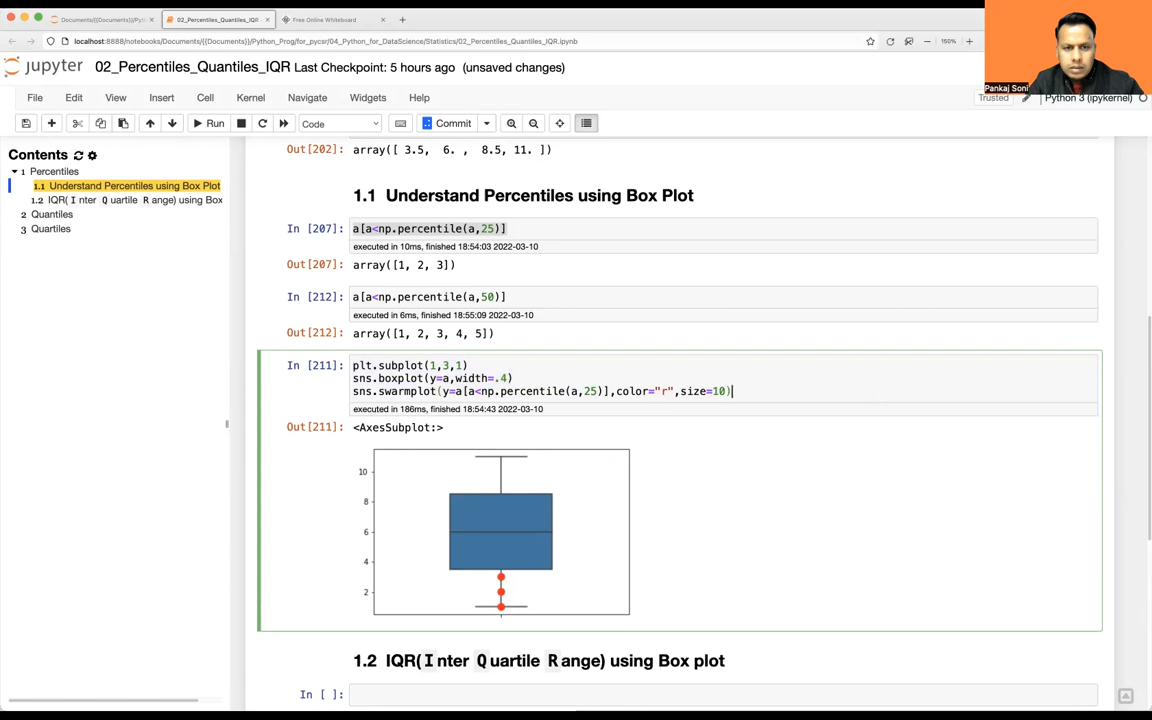 Documents/{{Documents}}/Pyt
02_Percentiles_Quantiles_IQR
Free Online Whiteboard
localhost:8888/notebooks/Documents/{{Documents}}/Python_Prog/for_pycsr/04_Python_for_DataScience/Statistics/02_Percentiles_Quantiles_IQR.ipynb
150%
Pankaj Soni
jupyter 02_Percentiles_Quantiles_IQR Last Checkpoint: 5 hours ago (unsaved changes)
File Edit View Insert Cell Kernel Navigate Widgets Help
Trusted Python 3 (ipykernel)
Run Code Commit
Contents
1 Percentiles
1.1 Understand Percentiles using Box Plot
1.2 IQR( I nter Q uartile R ange) using Box
2 Quantiles
3 Quartiles
Out[202]: array([ 3.5, 6. , 8.5, 11. ])
1.1 Understand Percentiles using Box Plot
In [207]: a[a<np.percentile(a,25)]
executed in 10ms, finished 18:54:03 2022-03-10
Out[207]: array([1, 2, 3])
In [212]: a[a<np.percentile(a,50)]
executed in 6ms, finished 18:55:09 2022-03-10
Out[212]: array([1, 2, 3, 4, 5])
In [211]: plt.subplot(1,3,1)
sns.boxplot(y=a,width=.4)
sns.swarmplot(y=a[a<np.percentile(a,25)],color="r",size=10)
executed in 186ms, finished 18:54:43 2022-03-10
Out[211]: <AxesSubplot:>
10
8
6
4
2
1.2 IQR( I nter Q uartile R ange) using Box plot
In [ ]: